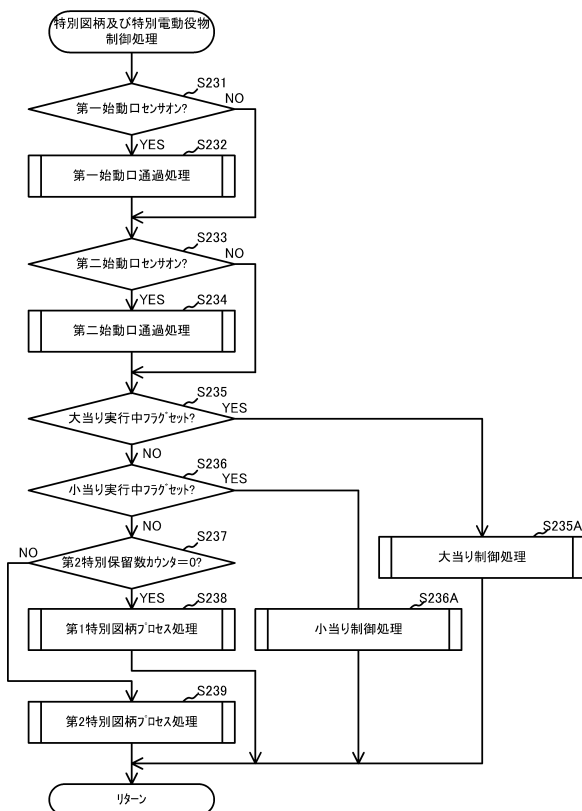 特別図柄及び特別電動役物
制御処理
S231
第一始動口センサオン?
NO
YES
S232
第一始動口通過処理
S233
第二始動口センサオン?
NO
YES
S234
第二始動口通過処理
S235
大当り実行中フラグセット?
YES
NO
S236
小当り実行中フラグセット?
YES
NO
S237
NO
第2特別保留数カウンタ=0?
YES
S235A
大当り制御処理
S238
第1特別図柄プロセス処理
S236A
小当り制御処理
S239
第2特別図柄プロセス処理
リターン